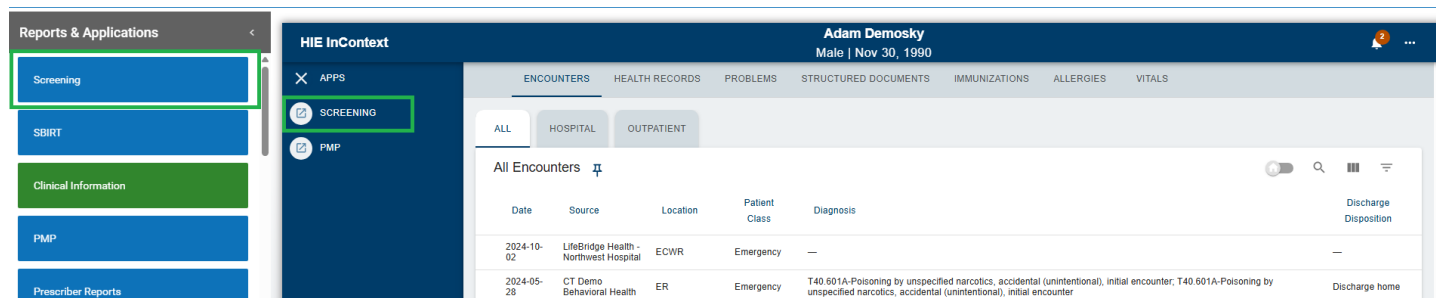 Reports & Applications
Screening
SBIRT
Clinical Information
PMP
Prescriber Reports
HIE InContext
Adam Demosky
Male | Nov 30, 1990
2
APPS
SCREENING
PMP
ENCOUNTERS HEALTH RECORDS PROBLEMS STRUCTURED DOCUMENTS IMMUNIZATIONS ALLERGIES VITALS
ALL HOSPITAL OUTPATIENT
All Encounters
Date Source Location Patient Class Diagnosis Discharge Disposition
2024-10-02 LifeBridge Health - Northwest Hospital ECWR Emergency — —
2024-05-28 CT Demo Behavioral Health ER Emergency T40.601A-Poisoning by unspecified narcotics, accidental (unintentional), initial encounter; T40.601A-Poisoning by unspecified narcotics, accidental (unintentional), initial encounter Discharge home